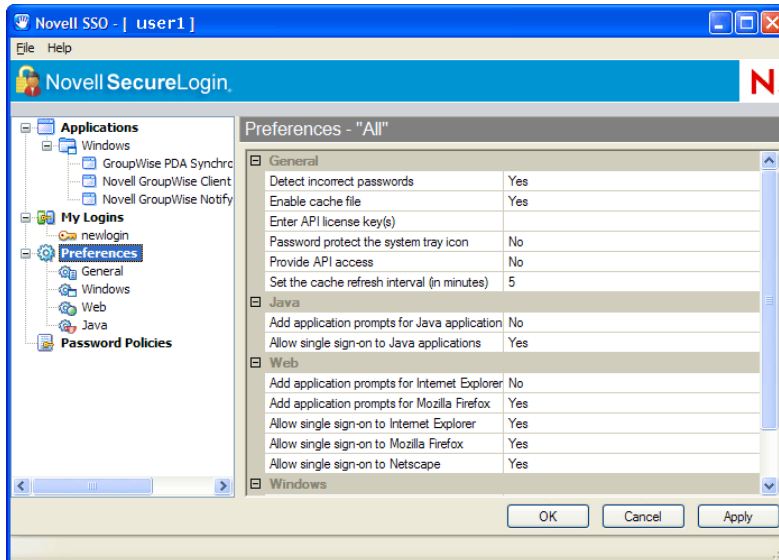 Novell SSO - [ user1 ]
File Help
Novell SecureLogin.
N
Applications
Windows
GroupWise PDA Synchrc
Novell GroupWise Client
Novell GroupWise Notify
My Logins
newlogin
Preferences
General
Windows
Web
Java
Password Policies
Preferences - "All"
General
Detect incorrect passwords Yes
Enable cache file Yes
Enter API license key(s)
Password protect the system tray icon No
Provide API access No
Set the cache refresh interval (in minutes) 5
Java
Add application prompts for Java application No
Allow single sign-on to Java applications Yes
Web
Add application prompts for Internet Explorer No
Add application prompts for Mozilla Firefox Yes
Allow single sign-on to Internet Explorer Yes
Allow single sign-on to Mozilla Firefox Yes
Allow single sign-on to Netscape Yes
Windows
OK Cancel Apply